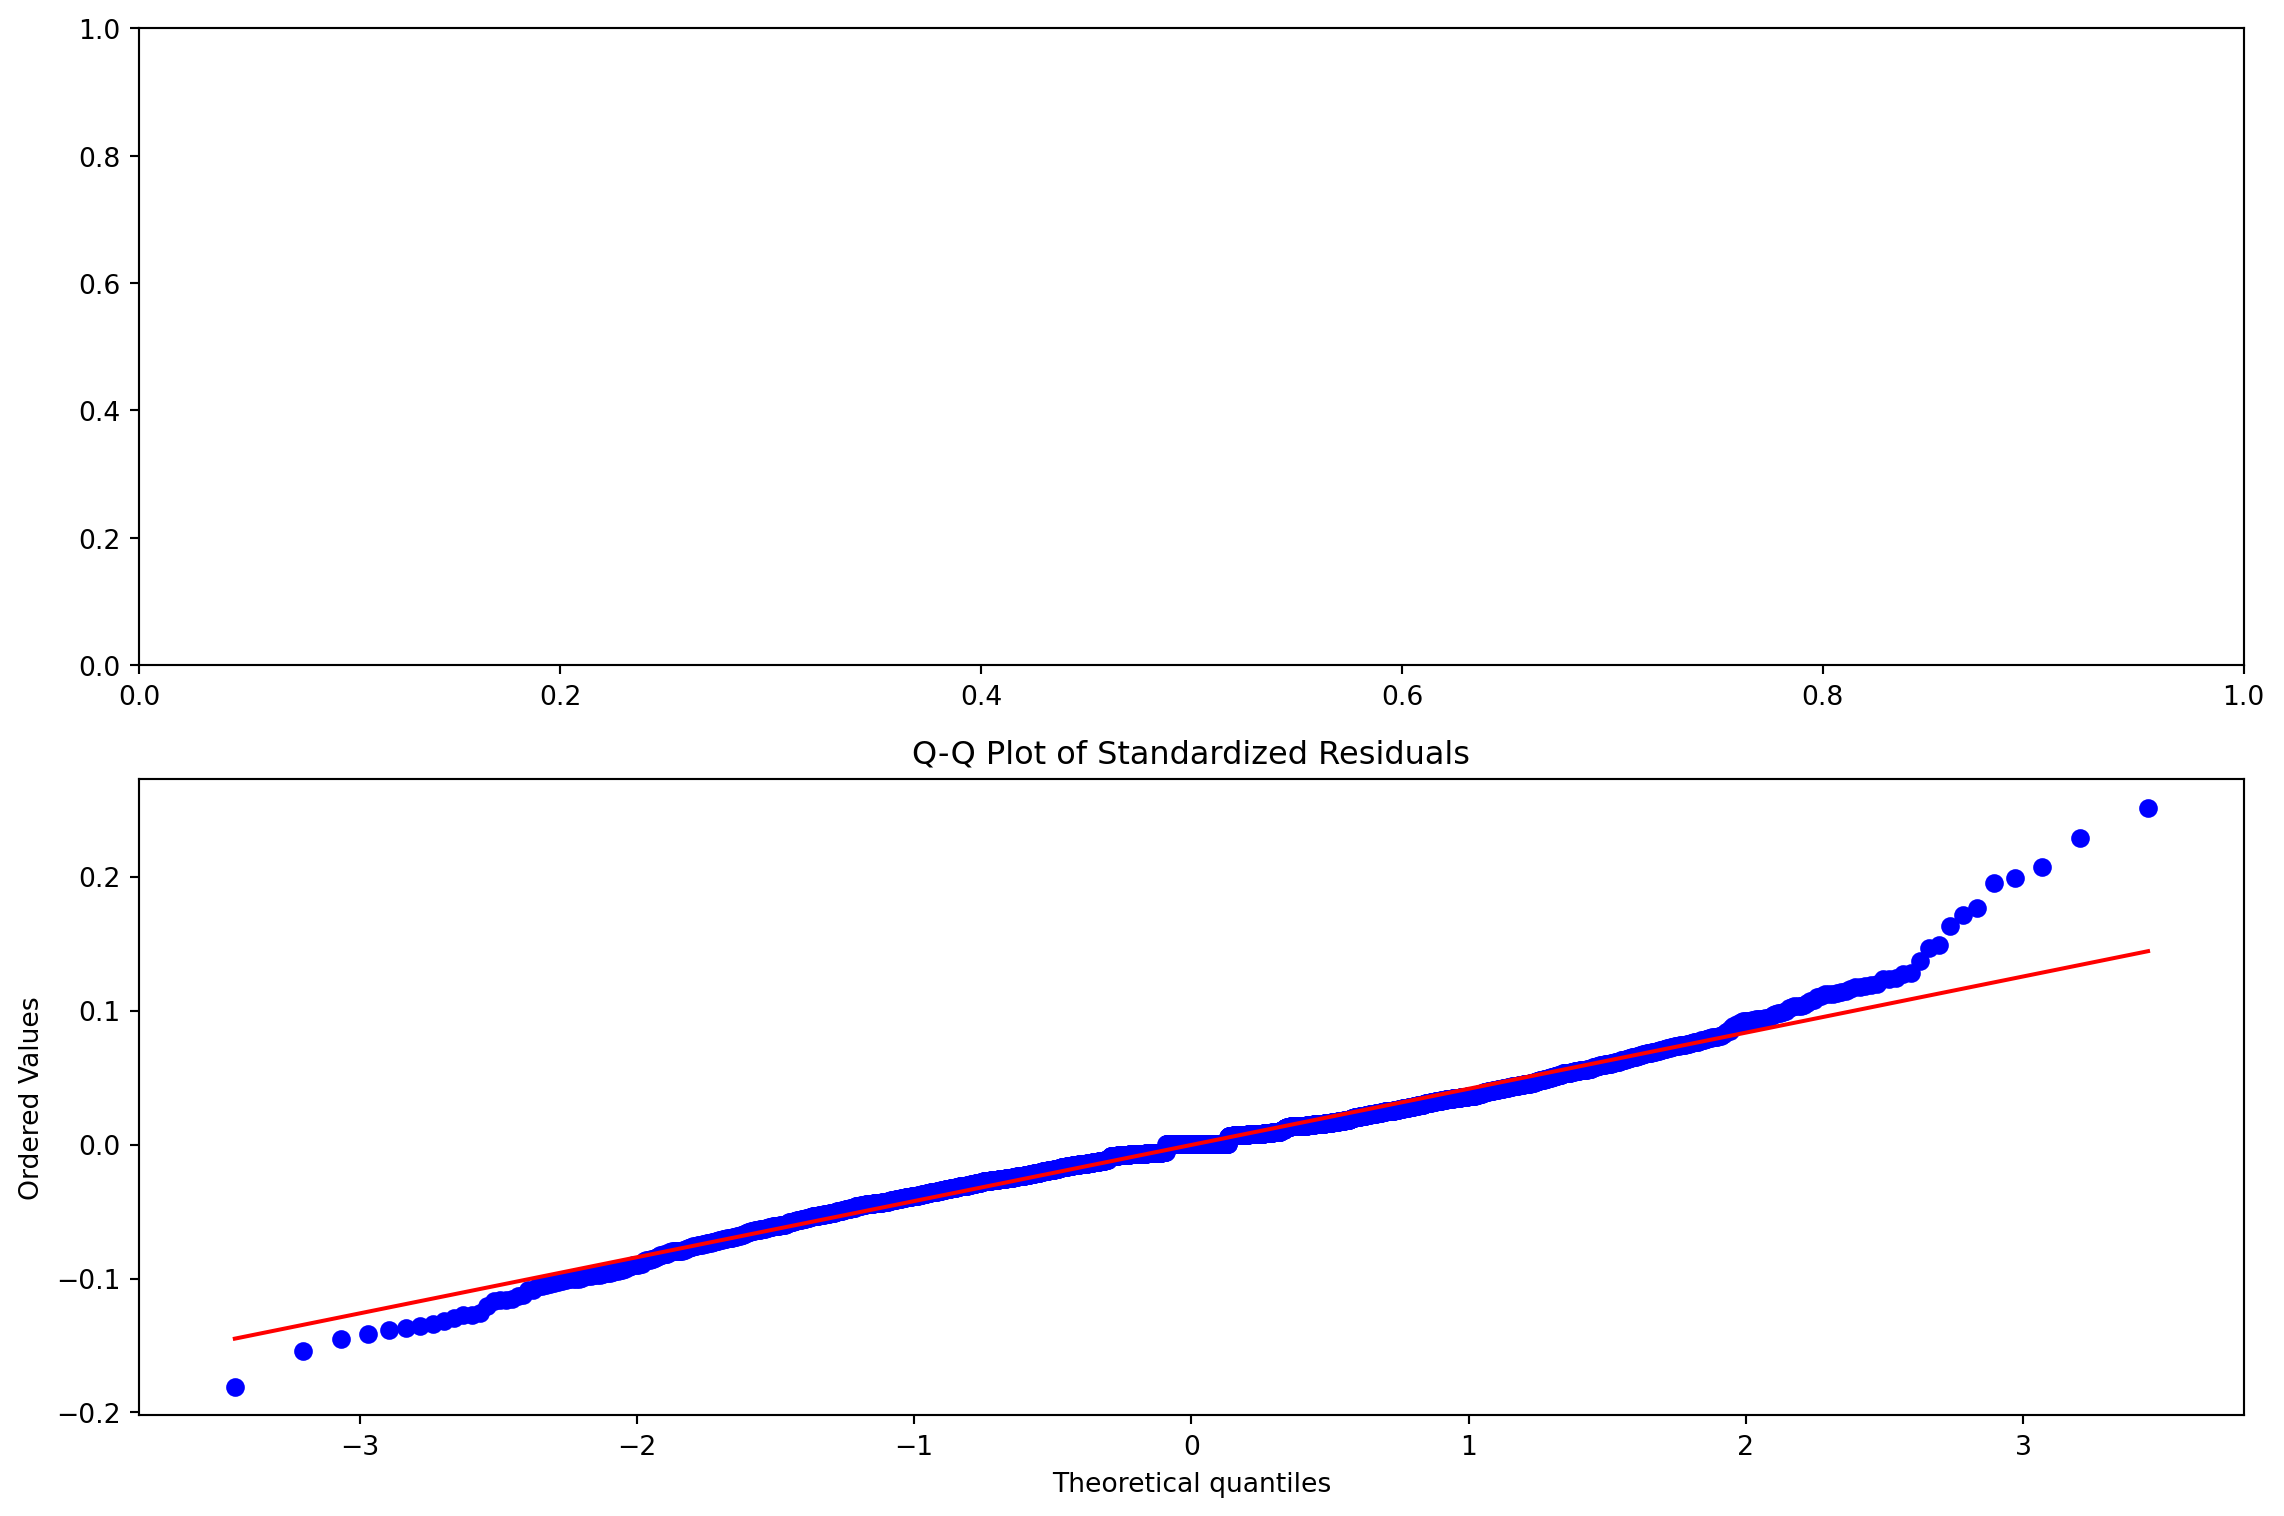 1.0
0.8
0.6
0.4
0.2
0.0
0.0 0.2 0.4 0.6 0.8 1.0
Q-Q Plot of Standardized Residuals
0.2
0.1
0.0
−0.1
−0.2
Ordered Values
−3 −2 −1 0 1 2 3
Theoretical quantiles